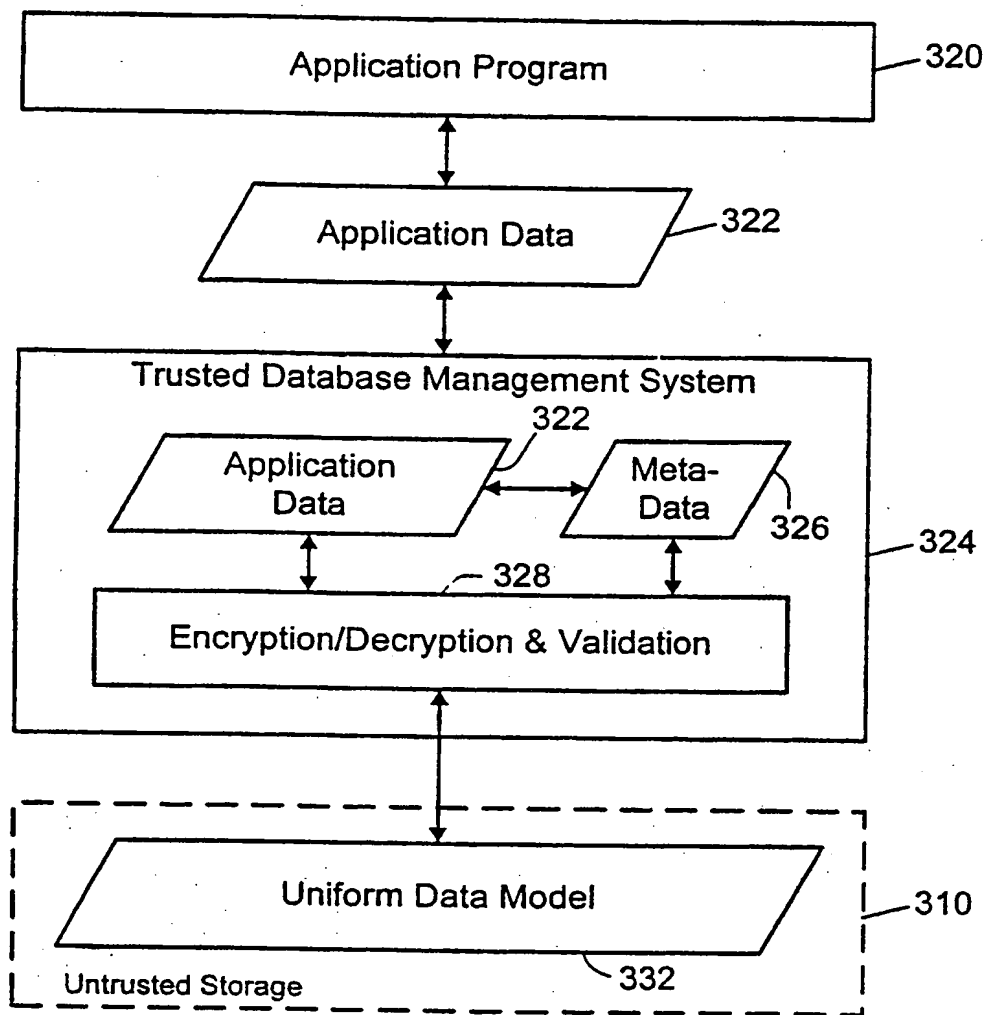 Application Program
320
Application Data
322
Trusted Database Management System
322
Application
Data
Meta-
Data
326
324
328
Encryption/Decryption & Validation
Uniform Data Model
310
332
Untrusted Storage